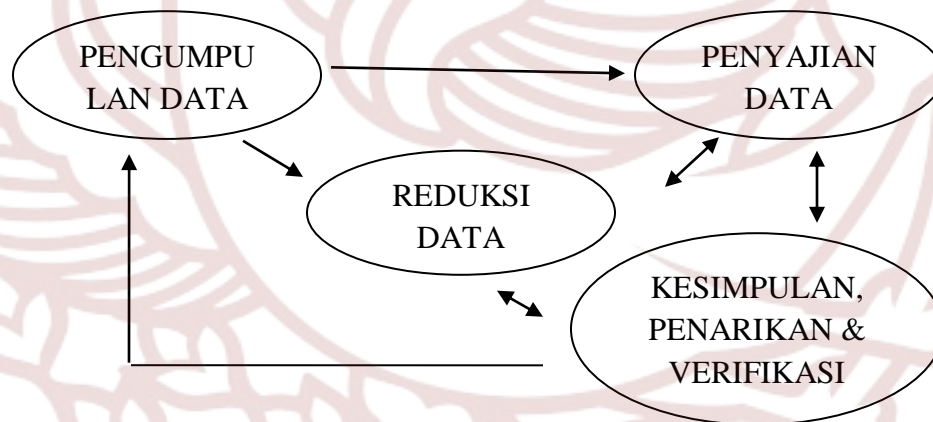 PENGUMPU
LAN DATA
PENYAJIAN
DATA
REDUKSI
DATA
KESIMPULAN,
PENARIKAN &
VERIFIKASI